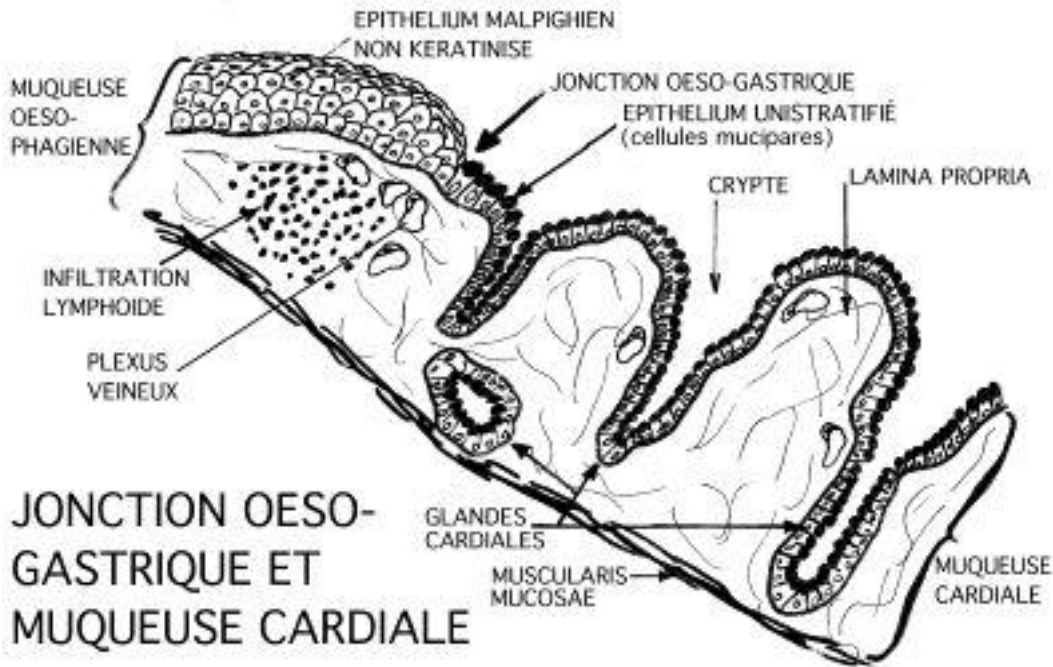 EPITHELIUM MALPIGHIEN
NON KERATINISE
MUQUEUSE
OESO-
PHAGIENNE
JONCTION OESO-GASTRIQUE
EPITHELIUM UNISTRATIFIÉ
(cellules mucipares)
CRYPTE
LAMINA PROPRIA
INFILTRATION
LYMPHOIDE
PLEXUS
VEINEUX
GLANDES
CARDIALES
MUSCULARIS
MUCOSAE
MUQUEUSE
CARDIALE
JONCTION OESO-
GASTRIQUE ET
MUQUEUSE CARDIALE